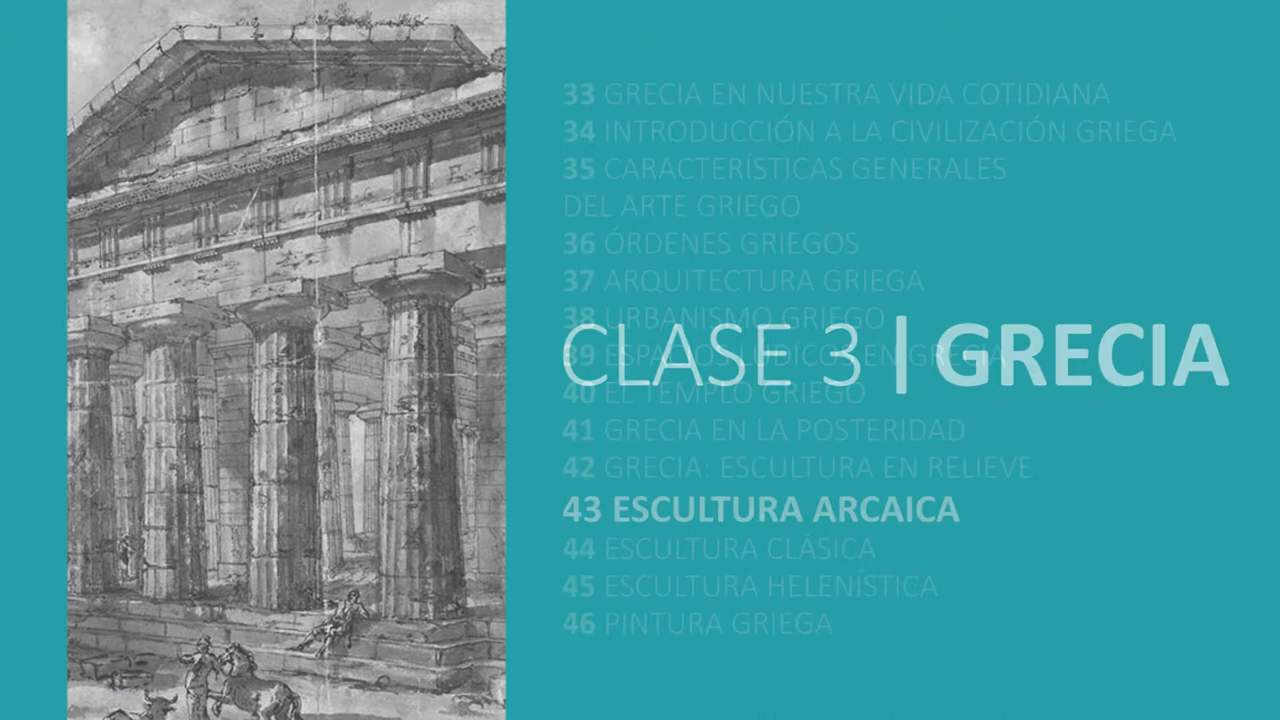 33 GRECIA EN NUESTRA VIDA COTIDIANA
34 INTRODUCCIÓN A LA CIVILIZACIÓN GRIEGA
35 CARACTERÍSTICAS GENERALES
DEL ARTE GRIEGO
36 ÓRDENES GRIEGOS
37 ARQUITECTURA GRIEGA
38 URBANISMO GRIEGO
CLASE 3 | GRECIA
39 EN
40 EL TEMPLO GRIEGO
41 GRECIA EN LA POSTERIDAD
42 GRECIA: ESCULTURA EN RELIEVE
43 ESCULTURA ARCAICA
44 ESCULTURA CLÁSICA
45 ESCULTURA HELENÍSTICA
46 PINTURA GRIEGA